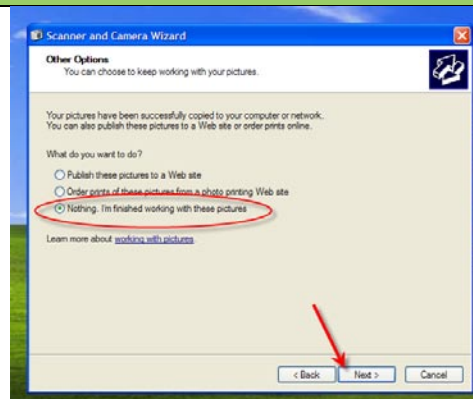 Scanner and Camera Wizard
Other Options
You can choose to keep working with your pictures.
Your pictures have been successfully copied to your computer or network.
You can also publish these pictures to a Web site or order prints online.
What do you want to do?
Publish these pictures to a Web site
Order prints of these pictures from a photo printing Web site
Nothing. I'm finished working with these pictures
Learn more about working with pictures.
< Back
Next >
Cancel